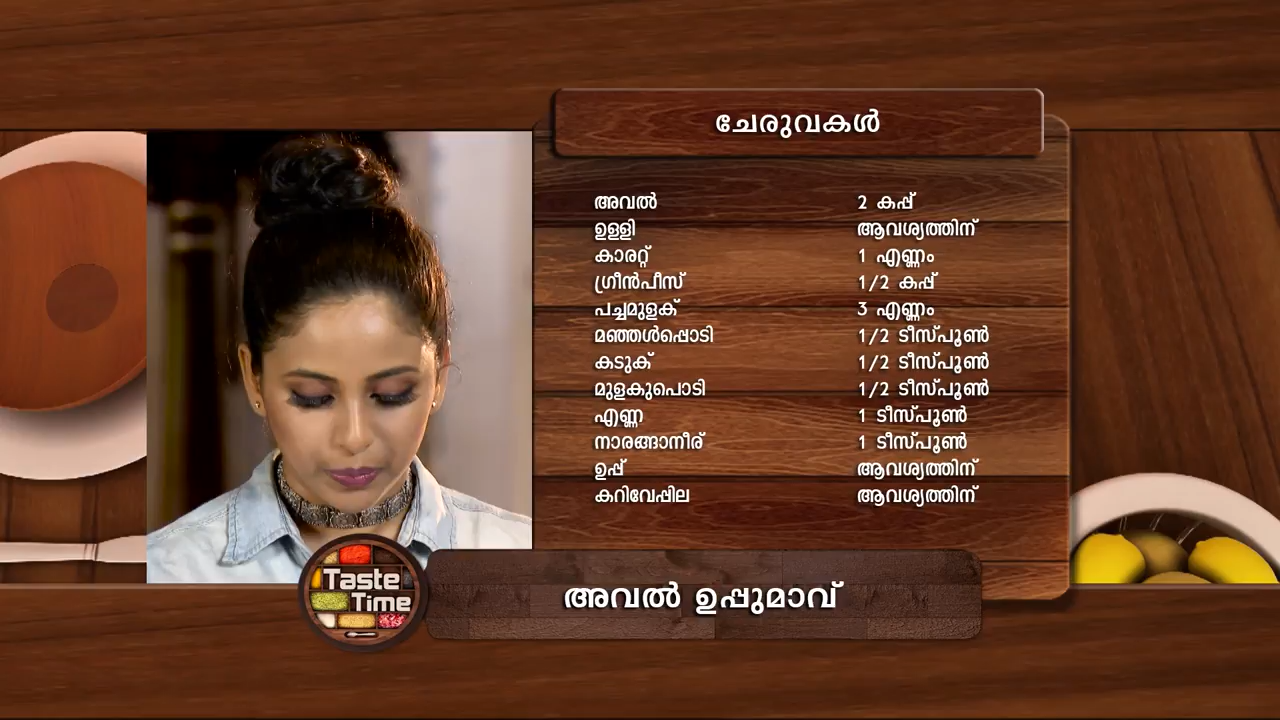 ചേരുവകൾ
അവൽ 2 കപ്പ്
ഉള്ളി ആവശ്യത്തിന്
കാരറ്റ് 1 എണ്ണം
ഗ്രീൻപീസ് 1/2 കപ്പ്
പച്ചമുളക് 3 എണ്ണം
മഞ്ഞൾപ്പൊടി 1/2 ടീസ്പൂൺ
കടുക് 1/2 ടീസ്പൂൺ
മുളകുപൊടി 1/2 ടീസ്പൂൺ
എണ്ണ 1 ടീസ്പൂൺ
നാരങ്ങാനീര് 1 ടീസ്പൂൺ
ഉപ്പ് ആവശ്യത്തിന്
കറിവേപ്പില ആവശ്യത്തിന്
Taste
Time
അവൽ ഉപ്പുമാവ്